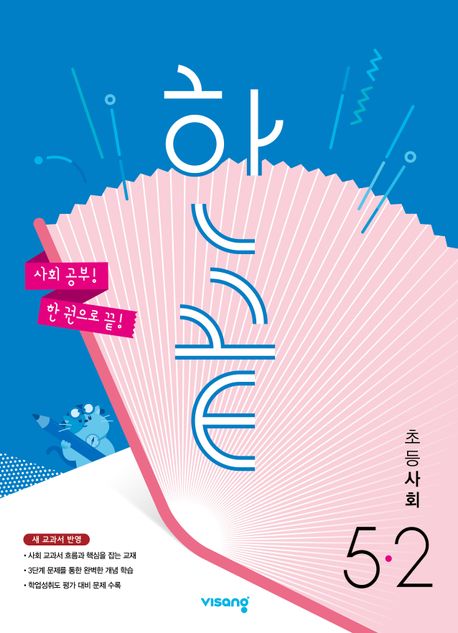 한끝
사회 공부!
한 권으로 끝!
초등사회
5·2
새 교과서 반영
• 사회 교과서 흐름과 핵심을 잡는 교재
• 3단계 문제를 통한 완벽한 개념 학습
• 학업성취도 평가 대비 문제 수록
visang